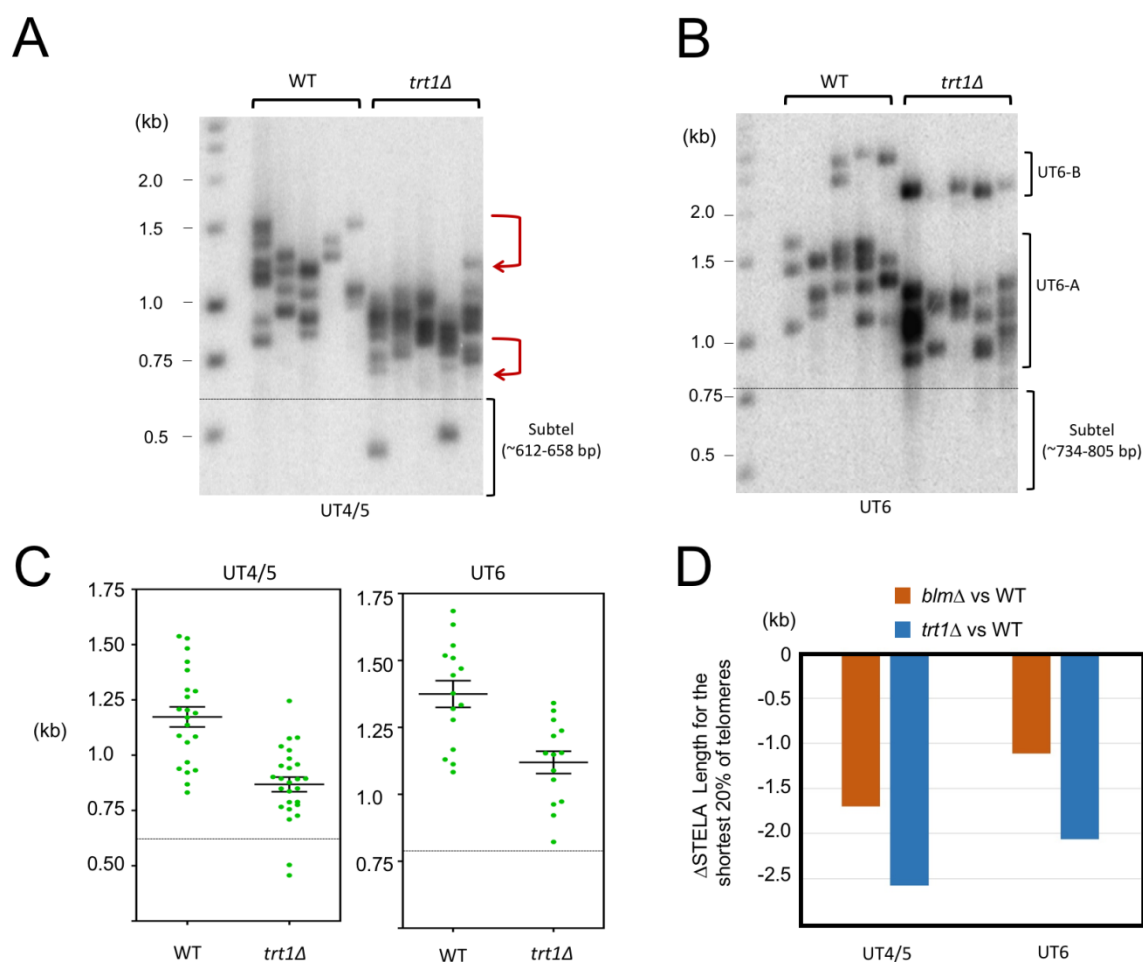 A
WT
trt1Δ
(kb)
2.0
1.5
1.0
0.75
0.5
Subtel
(~612-658 bp)
UT4/5
B
WT
trt1Δ
(kb)
2.0
1.5
1.0
0.75
0.5
UT6-B
UT6-A
Subtel
(~734-805 bp)
UT6
C
UT4/5
UT6
(kb)
1.75
1.50
1.25
1.0
0.75
0.50
WT
trt1Δ
1.75
1.50
1.25
1.0
0.75
WT
trt1Δ
D
blmΔ vs WT
trt1Δ vs WT
(kb)
0
-0.5
-1.0
-1.5
-2.0
-2.5
ΔSTELA Length for the
shortest 20% of telomeres
UT4/5
UT6